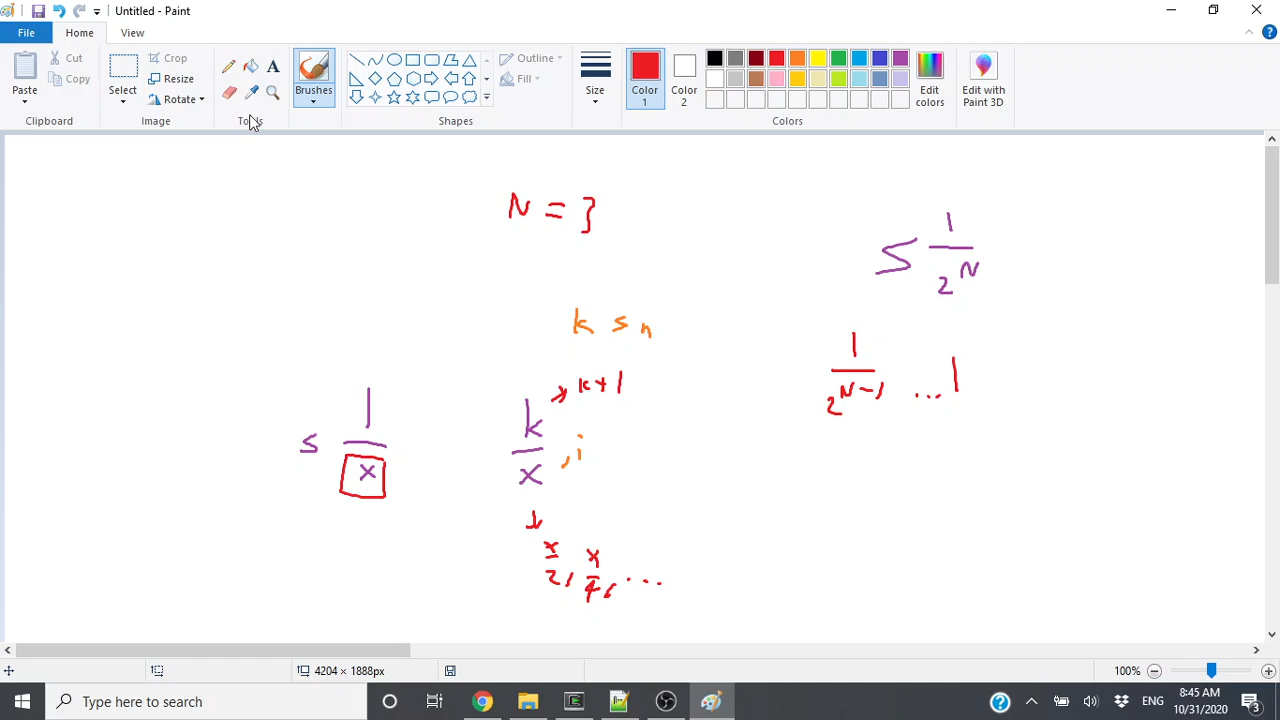 Untitled - Paint
File Home View
Paste Cut Copy Clipboard
Select Crop Resize Rotate Image
Tools
Brushes
Shapes Outline Fill
Size
Color 1 Color 2 Colors
Edit colors
Edit with Paint 3D
N = 3
≤ 1/2^N
k ≤ n
1/2^(N-1) ... 1
→ k+1
≤ 1/x
k/x , i
↓
x/2, x/4, ...
4204 × 1888px
100%
Type here to search
ENG
8:45 AM
10/31/2020
3